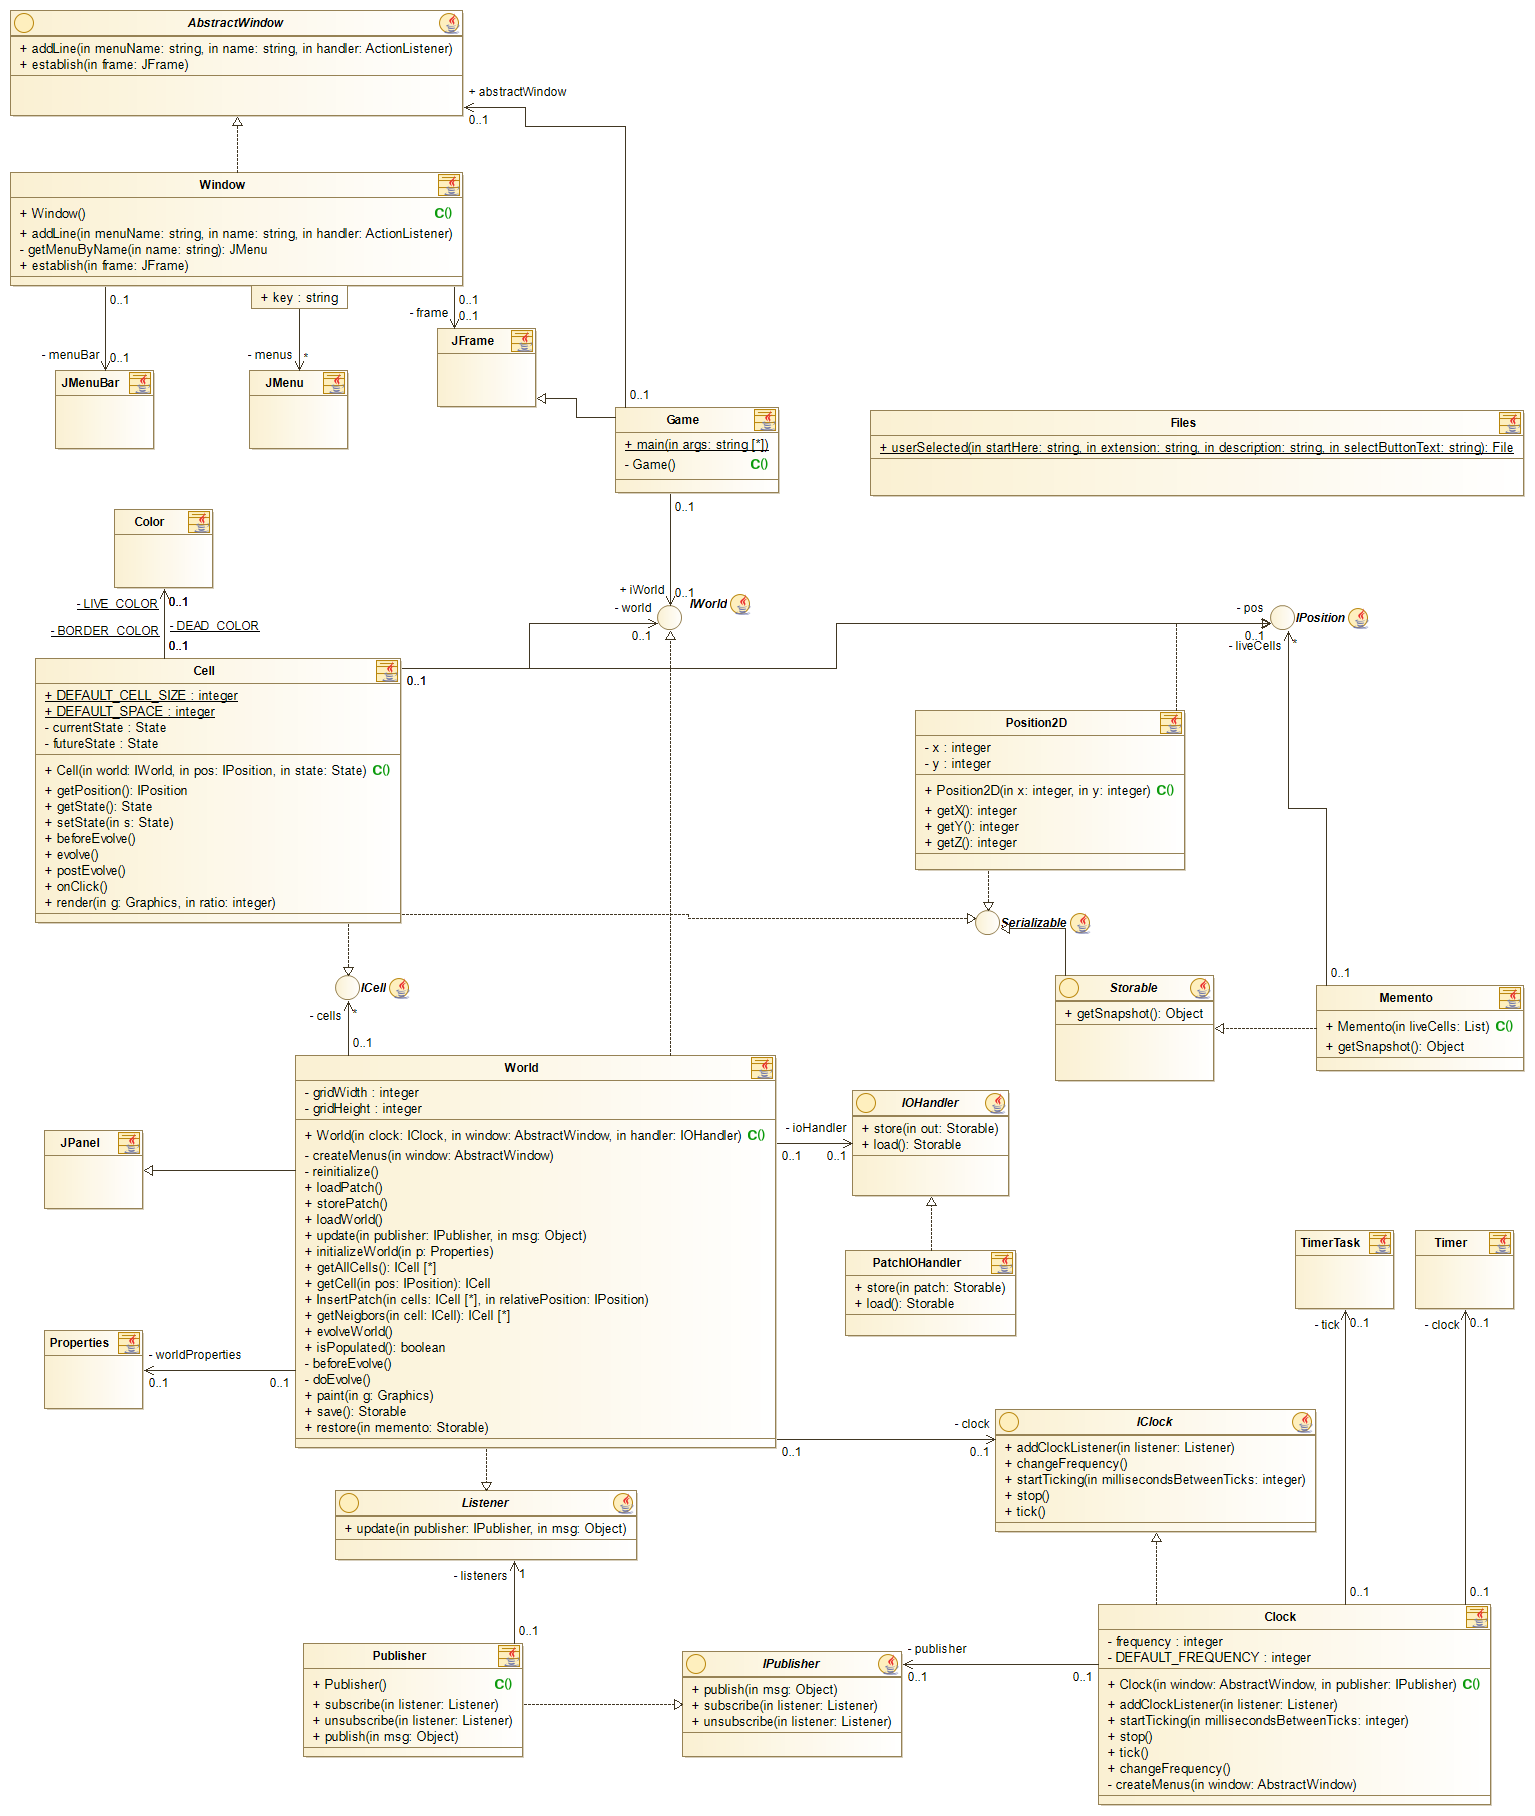 AbstractWindow
+ addLine(in menuName: string, in name: string, in handler: ActionListener)
+ establish(in frame: JFrame)
+ abstractWindow
0..1
Window
+ Window() C()
+ addLine(in menuName: string, in name: string, in handler: ActionListener)
- getMenuByName(in name: string): JMenu
+ establish(in frame: JFrame)
0..1
+ key : string
0..1
- frame
0..1
- menuBar
0..1
- menus
*
JFrame
JMenuBar
JMenu
0..1
Game
+ main(in args: string [*])
- Game() C()
0..1
Files
+ userSelected(in startHere: string, in extension: string, in description: string, in selectButtonText: string): File
Color
- LIVE_COLOR
0..1
- BORDER_COLOR
- DEAD_COLOR
0..1
+ iWorld
0..1
- world
0..1
IWorld
- pos
0..1
- liveCells
*
IPosition
Cell
0..1
+ DEFAULT_CELL_SIZE : integer
+ DEFAULT_SPACE : integer
- currentState : State
- futureState : State
+ Cell(in world: IWorld, in pos: IPosition, in state: State) C()
+ getPosition(): IPosition
+ getState(): State
+ setState(in s: State)
+ beforeEvolve()
+ evolve()
+ postEvolve()
+ onClick()
+ render(in g: Graphics, in ratio: integer)
Position2D
- x : integer
- y : integer
+ Position2D(in x: integer, in y: integer) C()
+ getX(): integer
+ getY(): integer
+ getZ(): integer
Serializable
ICell
- cells
*
0..1
Storable
+ getSnapshot(): Object
0..1
Memento
+ Memento(in liveCells: List) C()
+ getSnapshot(): Object
World
- gridWidth : integer
- gridHeight : integer
+ World(in clock: IClock, in window: AbstractWindow, in handler: IOHandler) C()
- createMenus(in window: AbstractWindow)
- reinitialize()
+ loadPatch()
+ storePatch()
+ loadWorld()
+ update(in publisher: IPublisher, in msg: Object)
+ initializeWorld(in p: Properties)
+ getAllCells(): ICell [*]
+ getCell(in pos: IPosition): ICell
+ InsertPatch(in cells: ICell [*], in relativePosition: IPosition)
+ getNeigbors(in cell: ICell): ICell [*]
+ evolveWorld()
+ isPopulated(): boolean
- beforeEvolve()
- doEvolve()
+ paint(in g: Graphics)
+ save(): Storable
+ restore(in memento: Storable)
JPanel
Properties
- worldProperties
0..1
0..1
- ioHandler
0..1
0..1
IOHandler
+ store(in out: Storable)
+ load(): Storable
PatchIOHandler
+ store(in patch: Storable)
+ load(): Storable
TimerTask
Timer
- tick
0..1
- clock
0..1
- clock
0..1
0..1
IClock
+ addClockListener(in listener: Listener)
+ changeFrequency()
+ startTicking(in millisecondsBetweenTicks: integer)
+ stop()
+ tick()
Listener
+ update(in publisher: IPublisher, in msg: Object)
- listeners
1
0..1
Publisher
+ Publisher() C()
+ subscribe(in listener: Listener)
+ unsubscribe(in listener: Listener)
+ publish(in msg: Object)
IPublisher
+ publish(in msg: Object)
+ subscribe(in listener: Listener)
+ unsubscribe(in listener: Listener)
- publisher
0..1
0..1
0..1
0..1
Clock
- frequency : integer
- DEFAULT_FREQUENCY : integer
+ Clock(in window: AbstractWindow, in publisher: IPublisher) C()
+ addClockListener(in listener: Listener)
+ startTicking(in millisecondsBetweenTicks: integer)
+ stop()
+ tick()
+ changeFrequency()
- createMenus(in window: AbstractWindow)